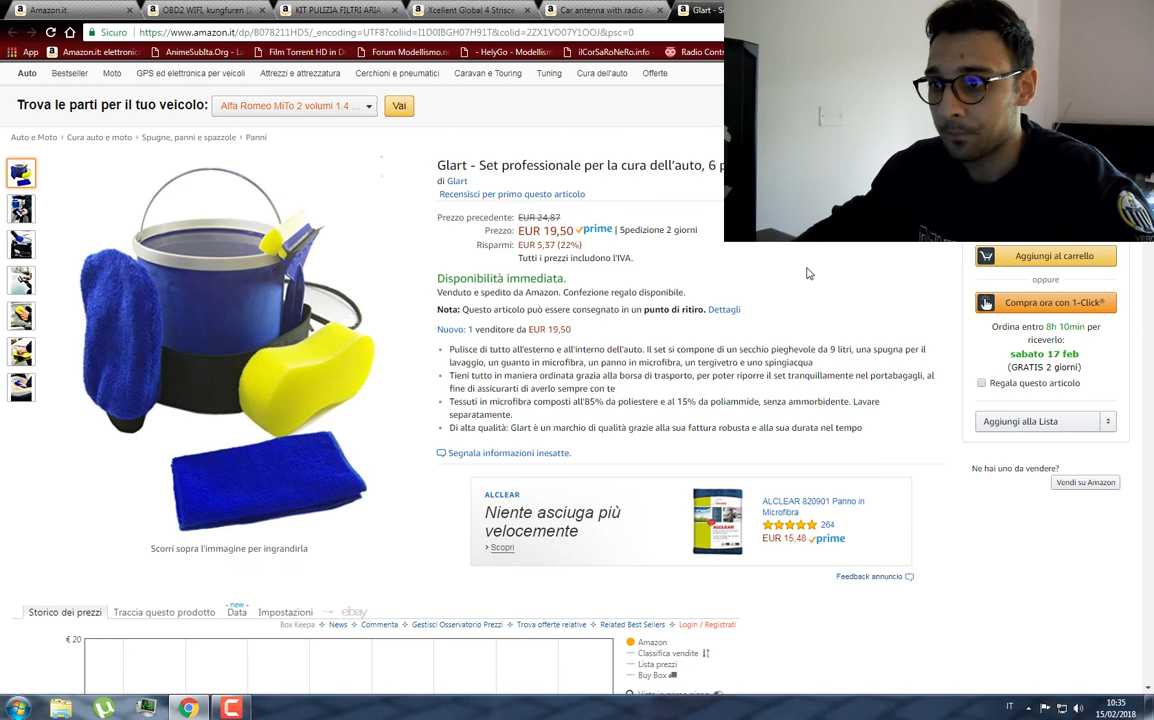 Amazon.it
OBD2 WIFI, kungfuren [2
KIT PULIZIA FILTRI ARIA
Xcellent Global 4 Strisce
Car antenna with radio A
Glart - S
Sicuro
https://www.amazon.it/dp/B078211HD5/_encoding=UTF8?coliid=I1D0IBGH07H91T&colid=2ZX1VO07Y1OOJ&psc=0
App
Amazon.it: elettronic
AnimeSubIta.Org - L
Film Torrent HD in D
Forum Modellismo.n
- HelyGo - Modellism
iLCorSaRoNeRo.info -
Radio Contr
Auto
Bestseller
Moto
GPS ed elettronica per veicoli
Attrezzi e attrezzatura
Cerchioni e pneumatici
Caravan e Touring
Tuning
Cura dell'auto
Offerte
Trova le parti per il tuo veicolo:
Alfa Romeo MiTo 2 volumi 1.4 ...
Vai
Auto e Moto › Cura auto e moto › Spugne, panni e spazzole › Panni
Glart - Set professionale per la cura dell'auto, 6 p
di Glart
Recensisci per primo questo articolo
Prezzo precedente: EUR 24,87
Prezzo: EUR 19,50 prime | Spedizione 2 giorni
Risparmi: EUR 5,37 (22%)
Tutti i prezzi includono l'IVA.
Disponibilità immediata.
Venduto e spedito da Amazon. Confezione regalo disponibile.
Nota: Questo articolo può essere consegnato in un punto di ritiro. Dettagli
Nuovo: 1 venditore da EUR 19,50
Pulisce di tutto all'esterno e all'interno dell'auto. Il set si compone di un secchio pieghevole da 9 litri, una spugna per il
lavaggio, un guanto in microfibra, un panno in microfibra, un tergivetro e uno spingiacqua
Tieni tutto in maniera ordinata grazia alla borsa di trasporto, per poter riporre il set tranquillamente nel portabagagli, al
fine di assicurarti di averlo sempre con te
Tessuti in microfibra composti all'85% da poliestere e al 15% da poliammide, senza ammorbidente. Lavare
separatamente.
Di alta qualità: Glart è un marchio di qualità grazie alla sua fattura robusta e alla sua durata nel tempo
Segnala informazioni inesatte.
Aggiungi al carrello
oppure
Compra ora con 1-Click®
Ordina entro 8h 10min per
riceverlo:
sabato 17 feb
(GRATIS 2 giorni)
Regala questo articolo
Aggiungi alla Lista
Ne hai uno da vendere?
Vendi su Amazon
ALCLEAR
Niente asciuga più
velocemente
› Scopri
ALCLEAR
ALCLEAR 820901 Panno in
Microfibra
264
EUR 15,48 prime
Feedback annuncio
Scorri sopra l'immagine per ingrandirla
Storico dei prezzi
Traccia questo prodotto
- new -
Data
Impostazioni
ebay
Box Keepa
News
Commenta
Gestisci Osservatorio Prezzi
Trova offerte relative
Related Best Sellers
Login / Registrati
€ 20
Amazon
Classifica vendite
Lista prezzi
Buy Box
IT
10:35
15/02/2018